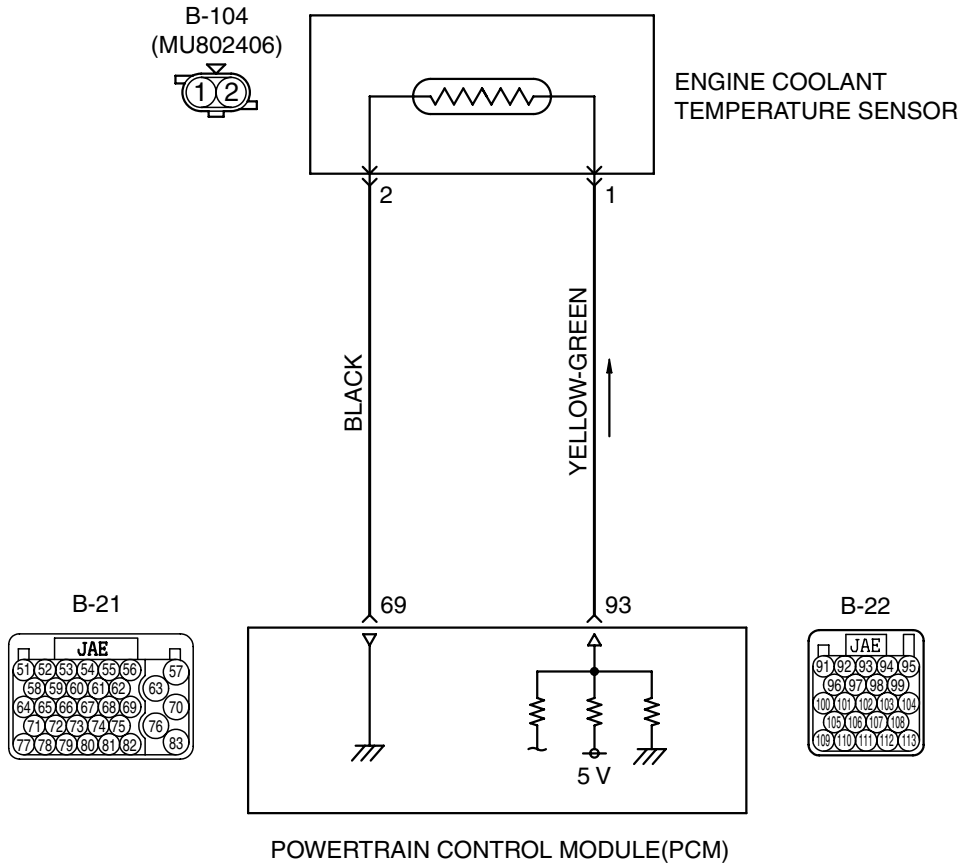 B-104
(MU802406)
1 2
ENGINE COOLANT
TEMPERATURE SENSOR
2
1
BLACK
YELLOW-GREEN
69
93
B-21
JAE
51 52 53 54 55 56 57
58 59 60 61 62 63
64 65 66 67 68 69 70
71 72 73 74 75 76
77 78 79 80 81 82 83
B-22
JAE
91 92 93 94 95
96 97 98 99
100 101 102 103 104
105 106 107 108
109 110 111 112 113
5 V
POWERTRAIN CONTROL MODULE(PCM)